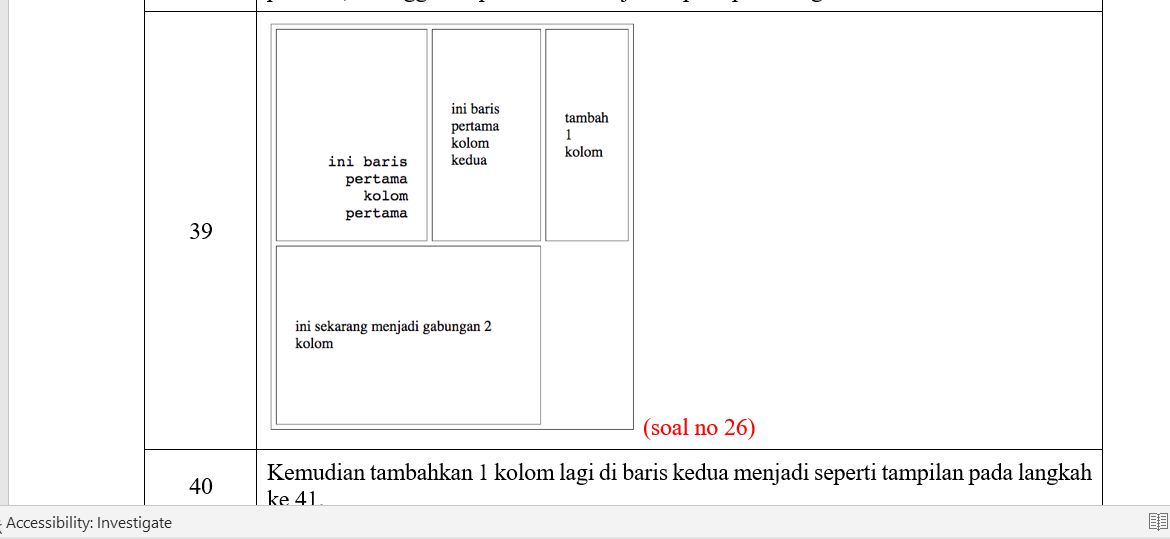 39
ini baris
pertama
kolom
pertama
ini baris
pertama
kolom
kedua
tambah
1
kolom
ini sekarang menjadi gabungan 2
kolom
(soal no 26)
40
Kemudian tambahkan 1 kolom lagi di baris kedua menjadi seperti tampilan pada langkah
ke 41.
Accessibility: Investigate